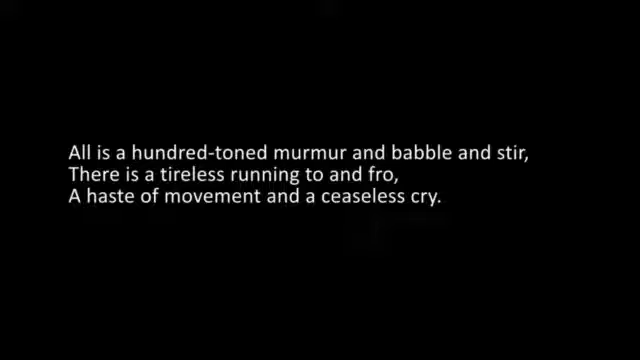 All is a hundred-toned murmur and babble and stir,
There is a tireless running to and fro,
A haste of movement and a ceaseless cry.